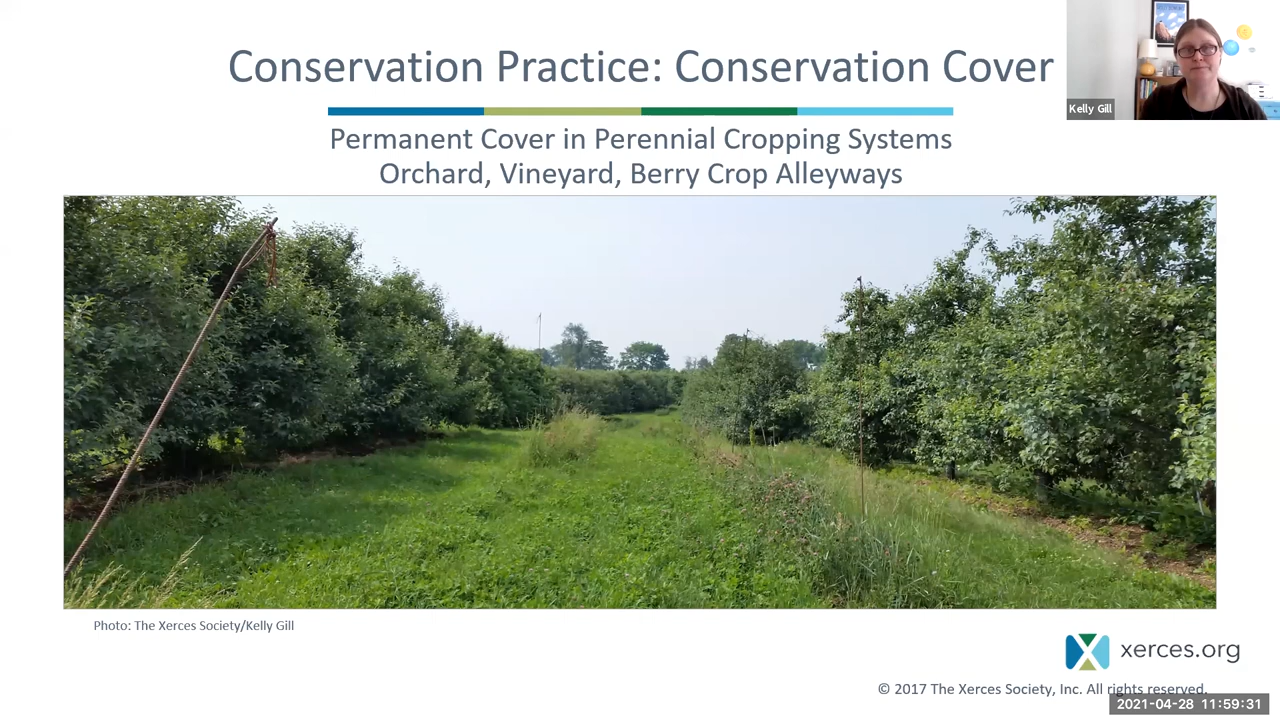 Conservation Practice: Conservation Cover
Kelly Gill
Permanent Cover in Perennial Cropping Systems
Orchard, Vineyard, Berry Crop Alleyways
Photo: The Xerces Society/Kelly Gill
xerces.org
© 2017 The Xerces Society, Inc. All rights reserved.
2021-04-28 11:59:31